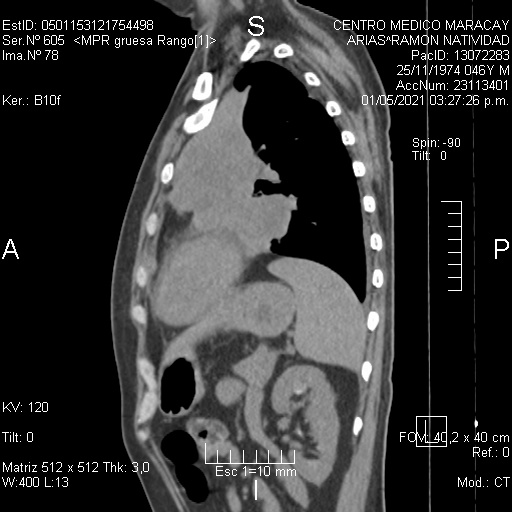 EstID: 0501153121754498
Ser.Nº 605 <MPR gruesa Rango[1]>
Ima.Nº 78
Ker.: B10f
S
CENTRO MEDICO MARACAY
ARIAS^RAMON NATIVIDAD
PacID: 13072283
25/11/1974 046Y M
AccNum: 23113401
01/05/2021 03:27:26 p.m.
Spin: -90
Tilt: 0
A
P
KV: 120
Tilt: 0
Matriz 512 x 512 Thk: 3,0
W:400 L:13
Esc 1=10 mm
I
FOM: 40,2 x 40 cm
Ref.: 0
Mod.: CT